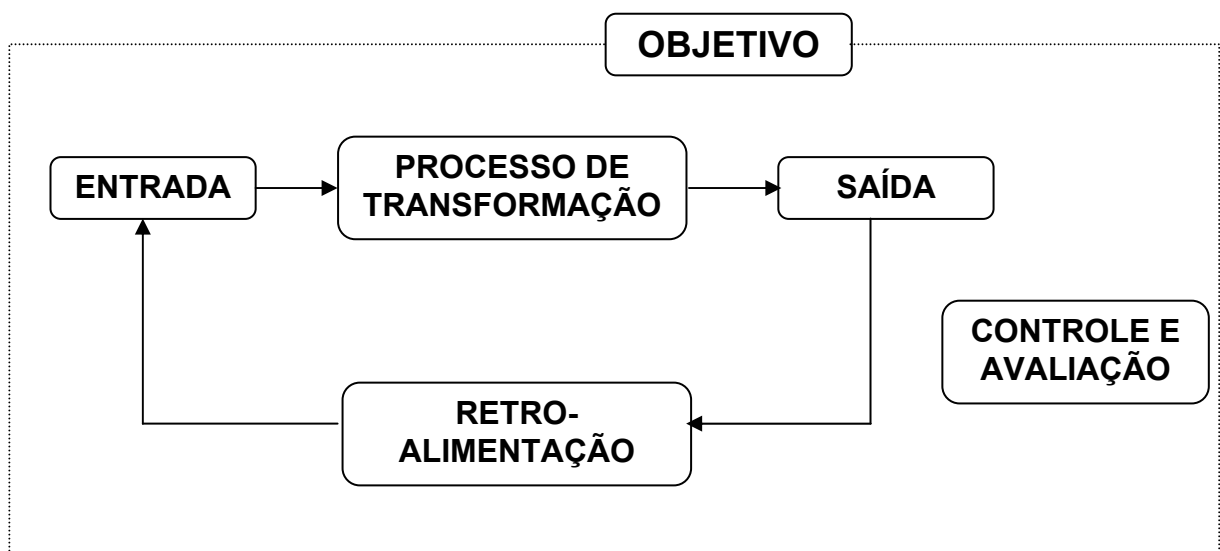 OBJETIVO
ENTRADA
PROCESSO DE
TRANSFORMAÇÃO
SAÍDA
CONTROLE E
AVALIAÇÃO
RETRO-
ALIMENTAÇÃO